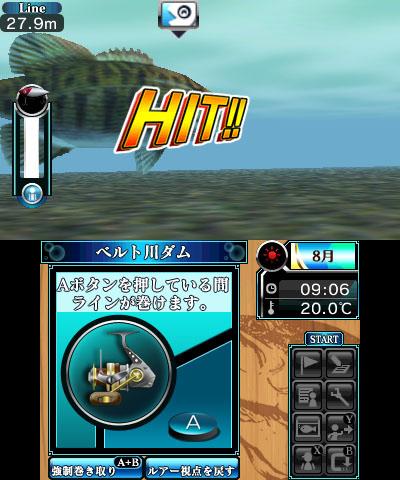 Line
27.9m
HIT!!
ベルト川ダム
Aボタンを押している間
ラインが巻けます。
A
強制巻き取り A+B
ルアー視点を戻す
8月
09:06
20.0℃
START
Y
X
B